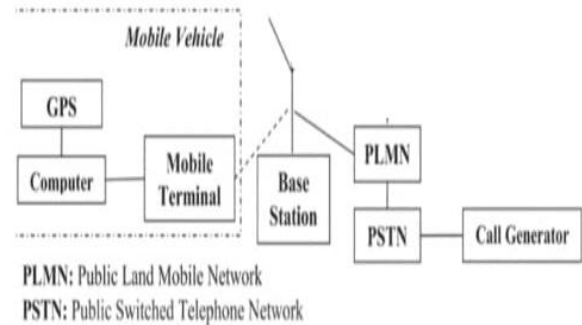 Mobile Vehicle
GPS
Computer
Mobile
Terminal
Base
Station
PLMN
PSTN
Call Generator
PLMN: Public Land Mobile Network
PSTN: Public Switched Telephone Network